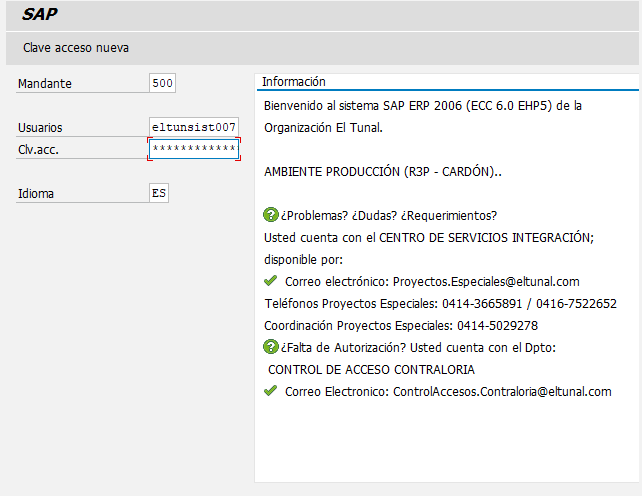 SAP
Clave acceso nueva
Mandante 500
Usuarios eltunsist007
Clv.acc. ************
Idioma ES
Información
Bienvenido al sistema SAP ERP 2006 (ECC 6.0 EHP5) de la
Organización El Tunal.
AMBIENTE PRODUCCIÓN (R3P - CARDÓN)..
¿Problemas? ¿Dudas? ¿Requerimientos?
Usted cuenta con el CENTRO DE SERVICIOS INTEGRACIÓN;
disponible por:
Correo electrónico: Proyectos.Especiales@eltunal.com
Teléfonos Proyectos Especiales: 0414-3665891 / 0416-7522652
Coordinación Proyectos Especiales: 0414-5029278
¿Falta de Autorización? Usted cuenta con el Dpto:
CONTROL DE ACCESO CONTRALORIA
Correo Electronico: ControlAccesos.Contraloria@eltunal.com